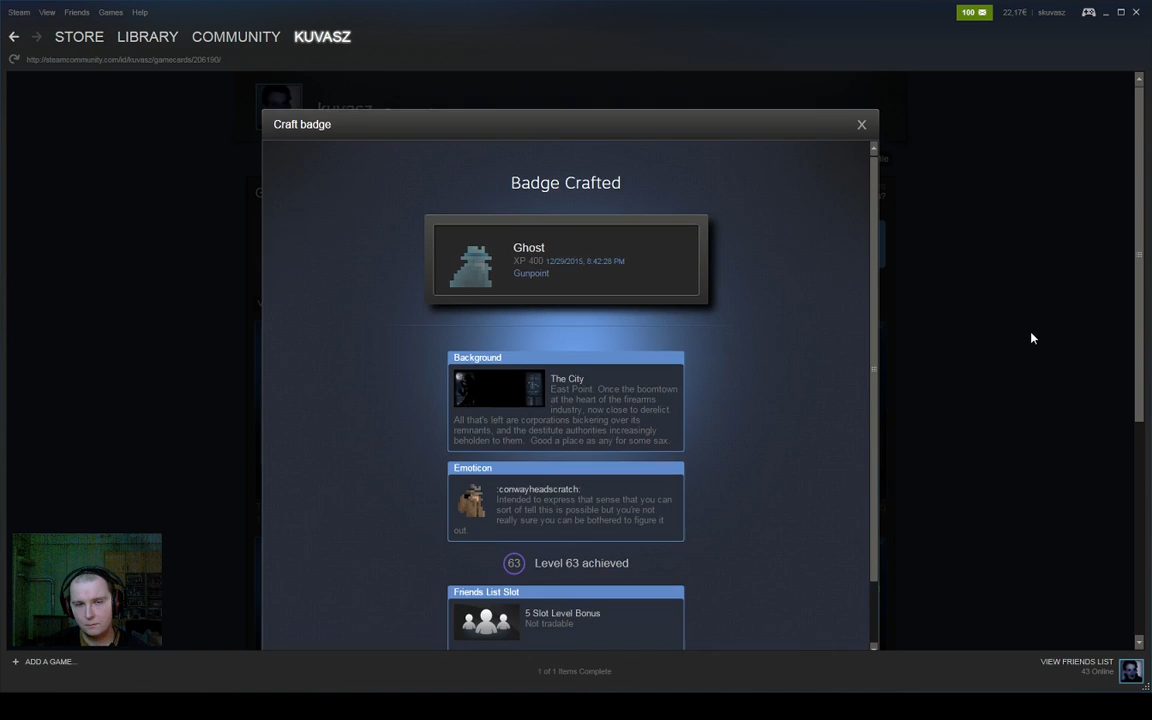 Steam View Friends Games Help
100 22,17€ skuvasz
STORE LIBRARY COMMUNITY KUVASZ
http://steamcommunity.com/id/kuvasz/gamecards/206190/
kuvasz
Craft badge X
Badge Crafted
Ghost
XP 400 12/29/2015, 8:42:28 PM
Gunpoint
Background
The City
East Point. Once the boomtown
at the heart of the firearms
industry, now close to derelict.
All that's left are corporations bickering over its
remnants, and the destitute authorities increasingly
beholden to them. Good a place as any for some sax.
Emoticon
:conwayheadscratch:
Intended to express that sense that you can
sort of tell this is possible but you're not
really sure you can be bothered to figure it
out.
63 Level 63 achieved
Friends List Slot
5 Slot Level Bonus
Not tradable
+ ADD A GAME...
1 of 1 Items Complete
VIEW FRIENDS LIST
43 Online